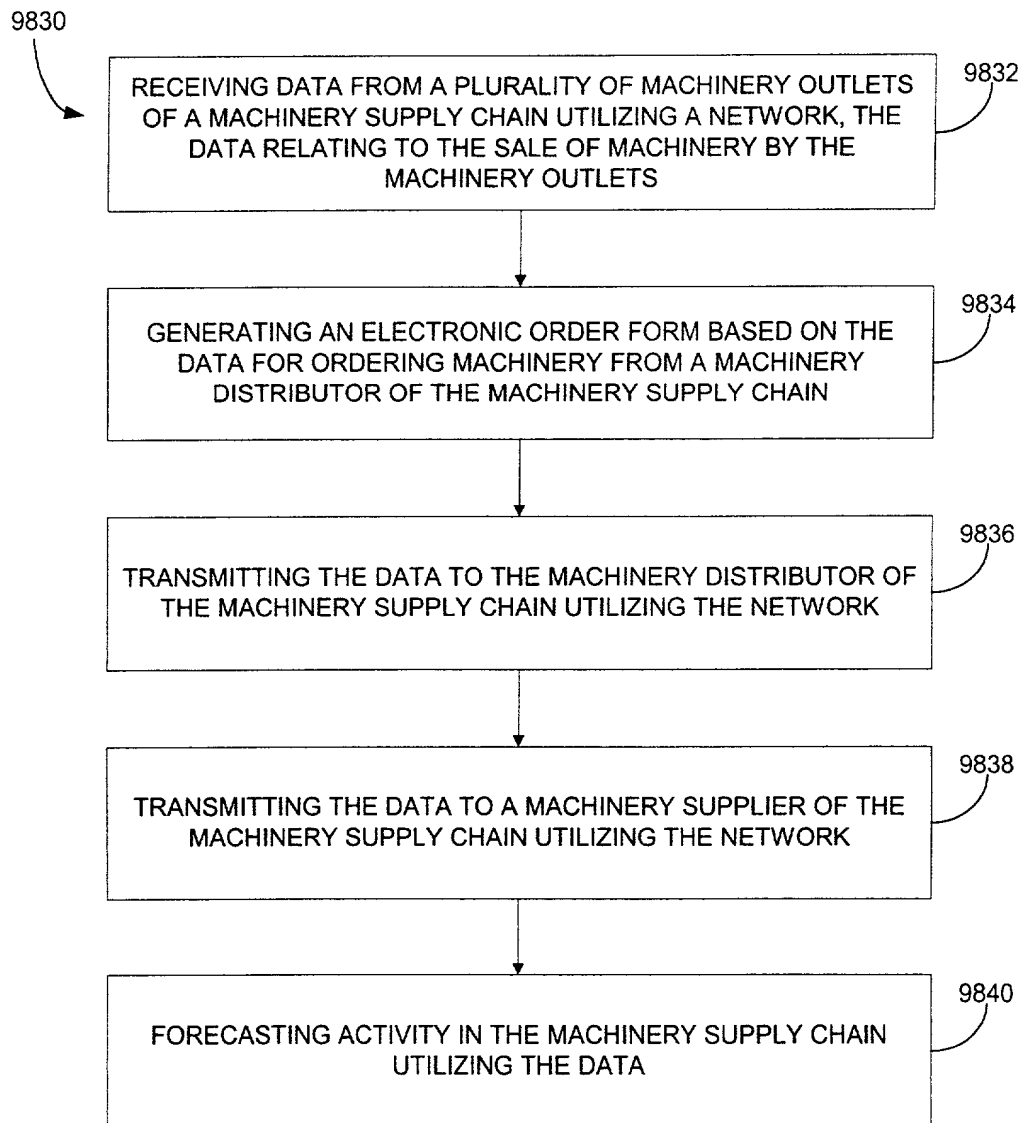 9830
RECEIVING DATA FROM A PLURALITY OF MACHINERY OUTLETS
OF A MACHINERY SUPPLY CHAIN UTILIZING A NETWORK, THE
DATA RELATING TO THE SALE OF MACHINERY BY THE
MACHINERY OUTLETS
9832
GENERATING AN ELECTRONIC ORDER FORM BASED ON THE
DATA FOR ORDERING MACHINERY FROM A MACHINERY
DISTRIBUTOR OF THE MACHINERY SUPPLY CHAIN
9834
TRANSMITTING THE DATA TO THE MACHINERY DISTRIBUTOR OF
THE MACHINERY SUPPLY CHAIN UTILIZING THE NETWORK
9836
TRANSMITTING THE DATA TO A MACHINERY SUPPLIER OF THE
MACHINERY SUPPLY CHAIN UTILIZING THE NETWORK
9838
FORECASTING ACTIVITY IN THE MACHINERY SUPPLY CHAIN
UTILIZING THE DATA
9840